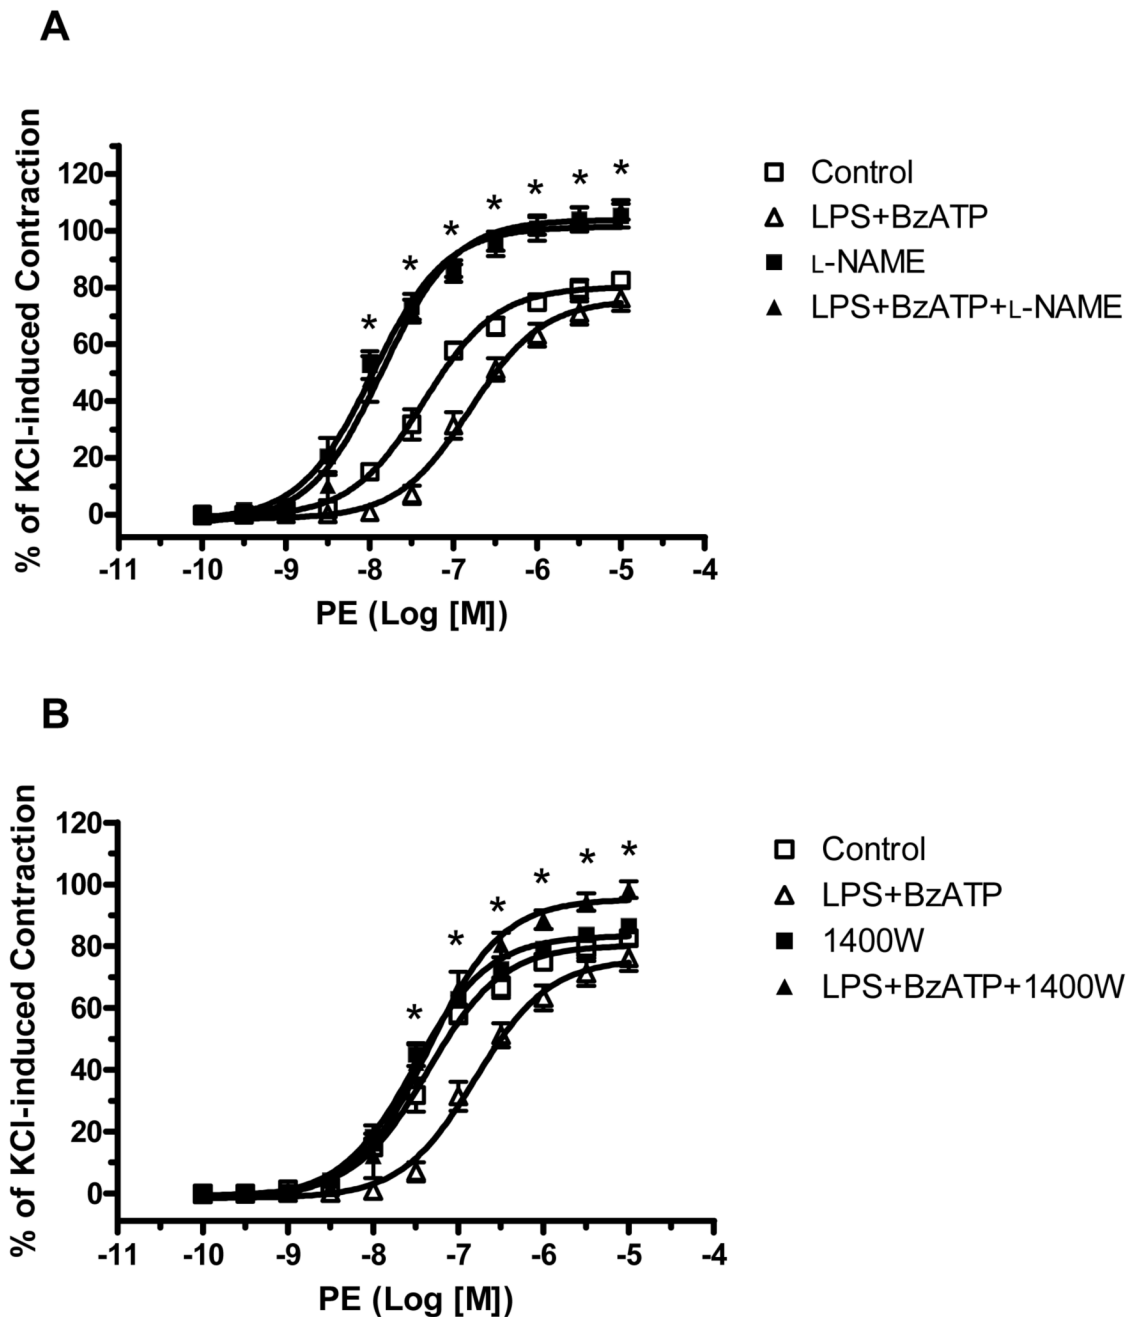 A
% of KCl-induced Contraction
120
100
80
60
40
20
0
-11 -10 -9 -8 -7 -6 -5 -4
PE (Log [M])
* * * * * * *
Control
LPS+BzATP
L-NAME
LPS+BzATP+L-NAME
B
% of KCl-induced Contraction
120
100
80
60
40
20
0
-11 -10 -9 -8 -7 -6 -5 -4
PE (Log [M])
* * * * * *
Control
LPS+BzATP
1400W
LPS+BzATP+1400W